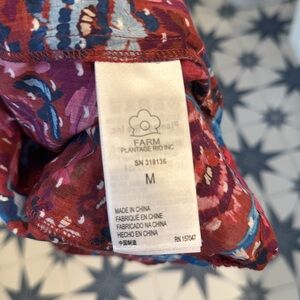 FARM
PLANTAGE RIO INC
SN 318136
M
MADE IN CHINA
FABRIQUÉ EN CHINE
FABRICADO NA CHINA
HECHO EN CHINA
中国制造
RN 157047